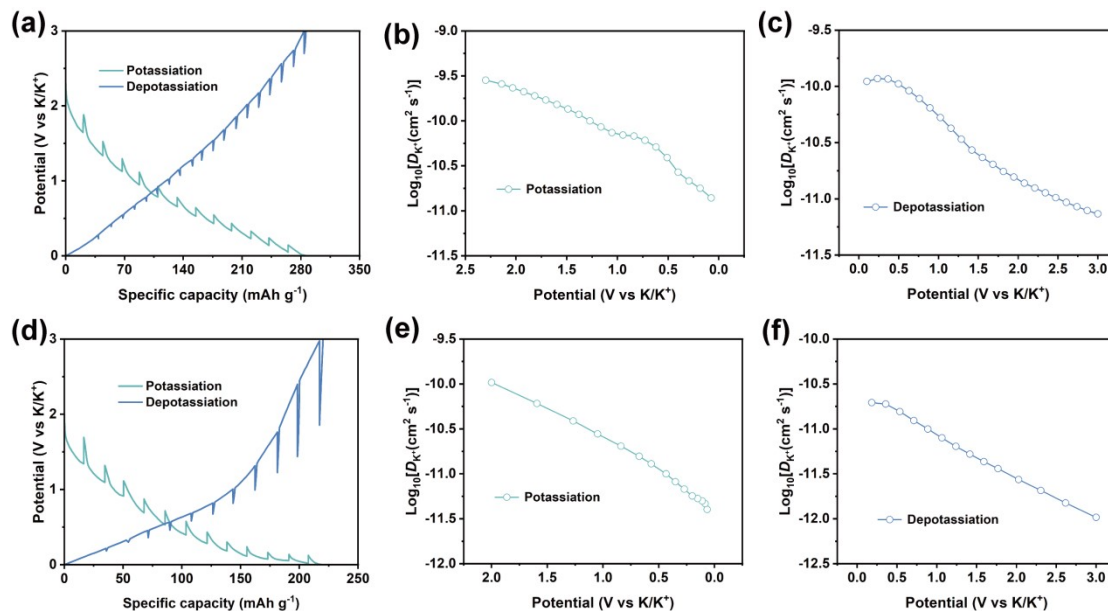 (a)
3
2
1
0
Potential (V vs K/K⁺)
Potassiation
Depotassiation
0 70 140 210 280 350
Specific capacity (mAh g⁻¹)
(b)
-9.0
-9.5
-10.0
-10.5
-11.0
-11.5
Log₁₀[D_K⁺(cm² s⁻¹)]
Potassiation
2.5 2.0 1.5 1.0 0.5 0.0
Potential (V vs K/K⁺)
(c)
-9.5
-10.0
-10.5
-11.0
-11.5
Log₁₀[D_K⁺(cm² s⁻¹)]
Depotassiation
0.0 0.5 1.0 1.5 2.0 2.5 3.0
Potential (V vs K/K⁺)
(d)
3
2
1
0
Potential (V vs K/K⁺)
Potassiation
Depotassiation
0 50 100 150 200 250
Specific capacity (mAh g⁻¹)
(e)
-9.5
-10.0
-10.5
-11.0
-11.5
-12.0
Log₁₀[D_K⁺(cm² s⁻¹)]
Potassiation
2.0 1.5 1.0 0.5 0.0
Potential (V vs K/K⁺)
(f)
-10.0
-10.5
-11.0
-11.5
-12.0
-12.5
Log₁₀[D_K⁺(cm² s⁻¹)]
Depotassiation
0.0 0.5 1.0 1.5 2.0 2.5 3.0
Potential (V vs K/K⁺)